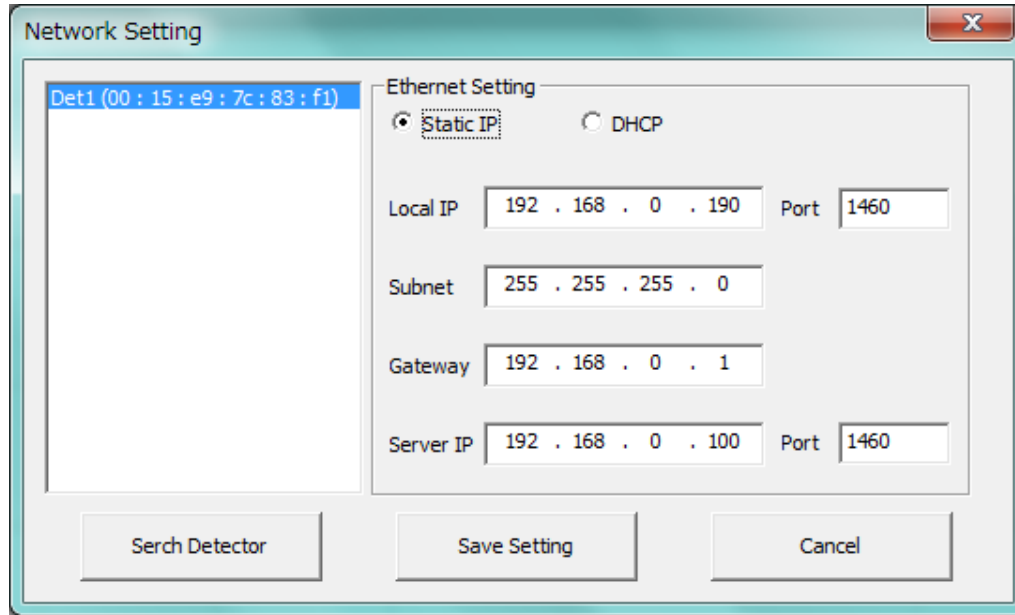 Network Setting
Det1 (00 : 15 : e9 : 7c : 83 : f1)
Ethernet Setting
Static IP DHCP
Local IP 192 . 168 . 0 . 190 Port 1460
Subnet 255 . 255 . 255 . 0
Gateway 192 . 168 . 0 . 1
Server IP 192 . 168 . 0 . 100 Port 1460
Serch Detector Save Setting Cancel